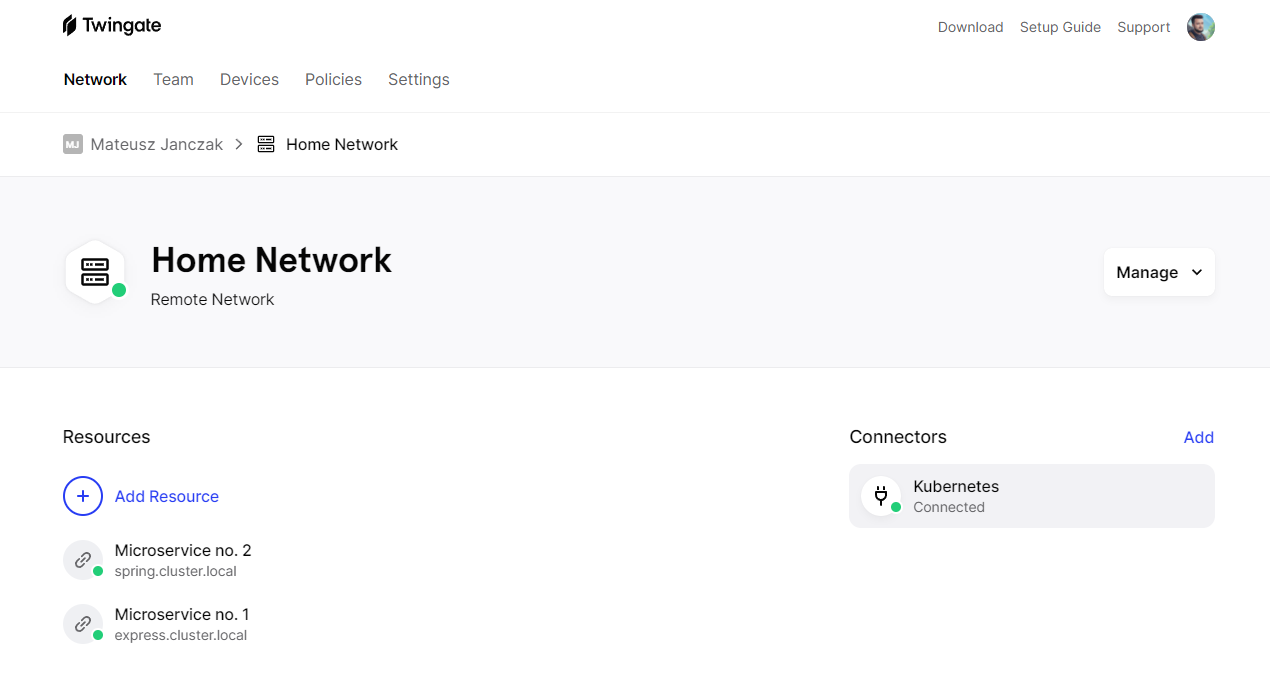 Twingate
Download Setup Guide Support
Network Team Devices Policies Settings
MJ Mateusz Janczak > Home Network
Home Network
Remote Network
Manage
Resources
Add Resource
Microservice no. 2
spring.cluster.local
Microservice no. 1
express.cluster.local
Connectors
Add
Kubernetes
Connected